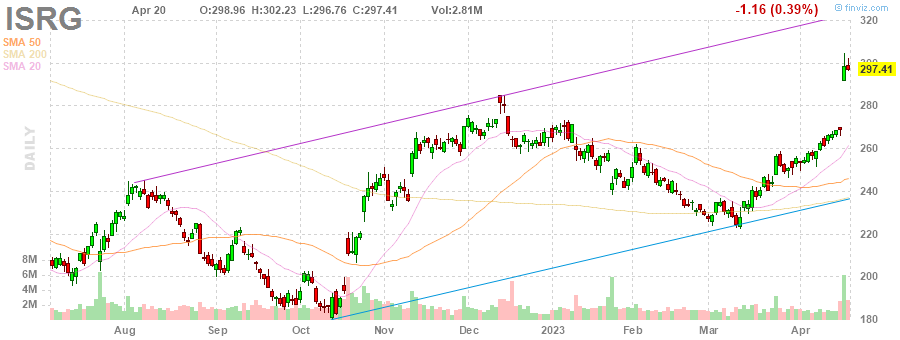 ISRG
Apr 20 O:298.96 H:302.23 L:296.76 C:297.41 Vol:2.81M -1.16 (0.39%)
finviz.com
SMA 50
SMA 200
SMA 20
DAILY
320
300
297.41
280
260
240
220
200
180
8M
6M
4M
2M
Aug Sep Oct Nov Dec 2023 Feb Mar Apr